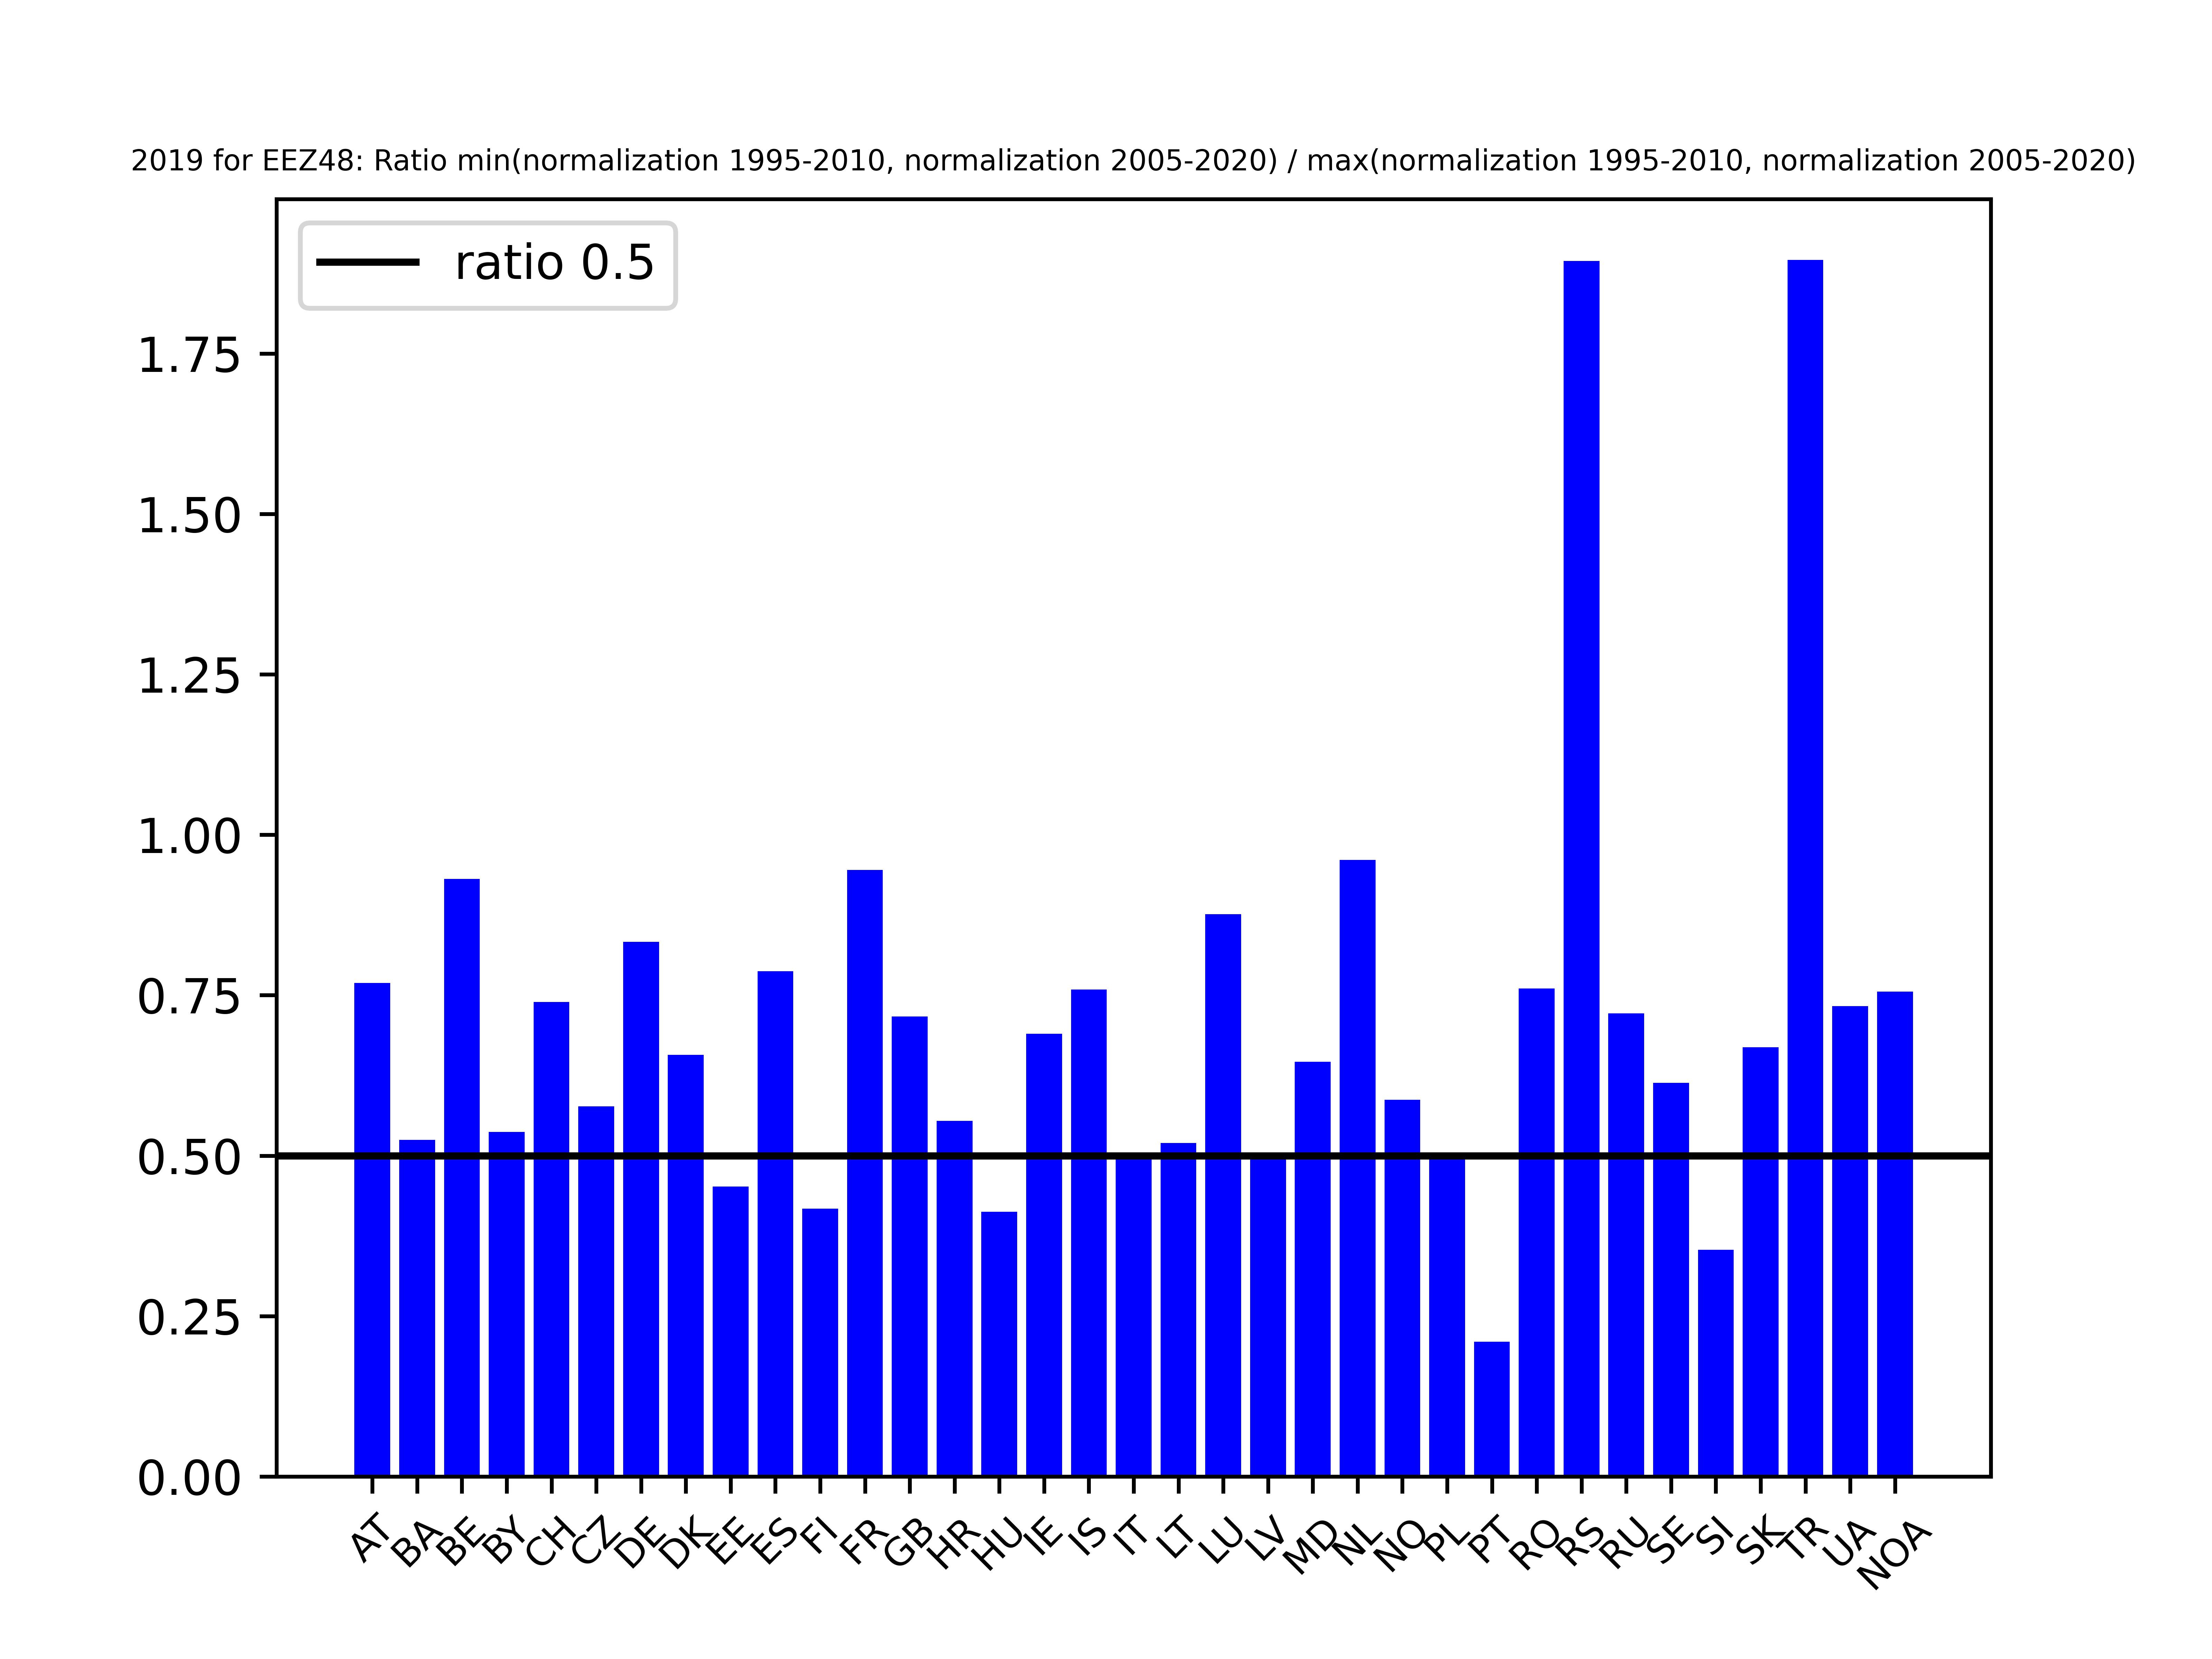 2019 for EEZ48: Ratio min(normalization 1995-2010, normalization 2005-2020) / max(normalization 1995-2010, normalization 2005-2020)
ratio 0.5
1.75
1.50
1.25
1.00
0.75
0.50
0.25
0.00
AT BA BE BY CH CZ DE DK EE ES FI FR GB HR HU IE IS IT LT LU LV MD NL NO PL PT RO RS RU SE SI SK TR UA NOA